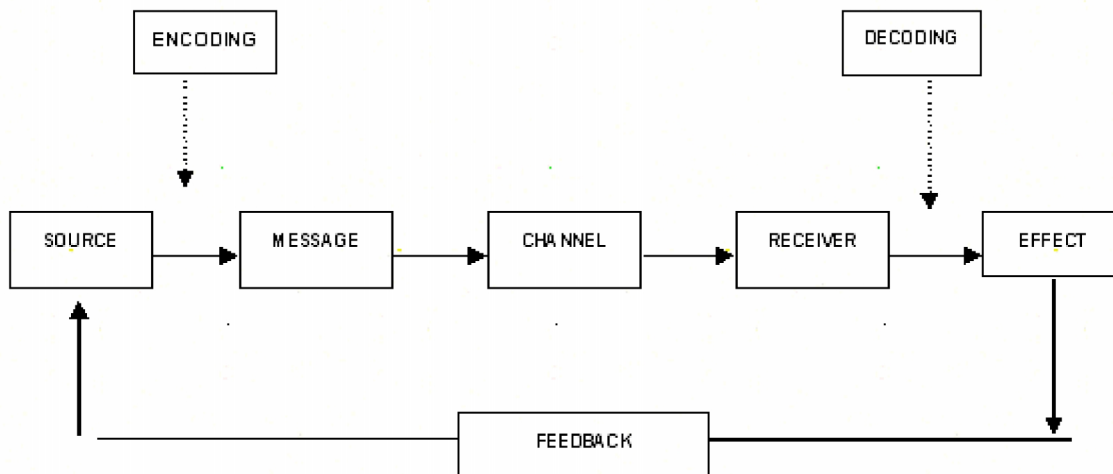 ENCODING
DECODING
SOURCE
MESSAGE
CHANNEL
RECEIVER
EFFECT
FEEDBACK